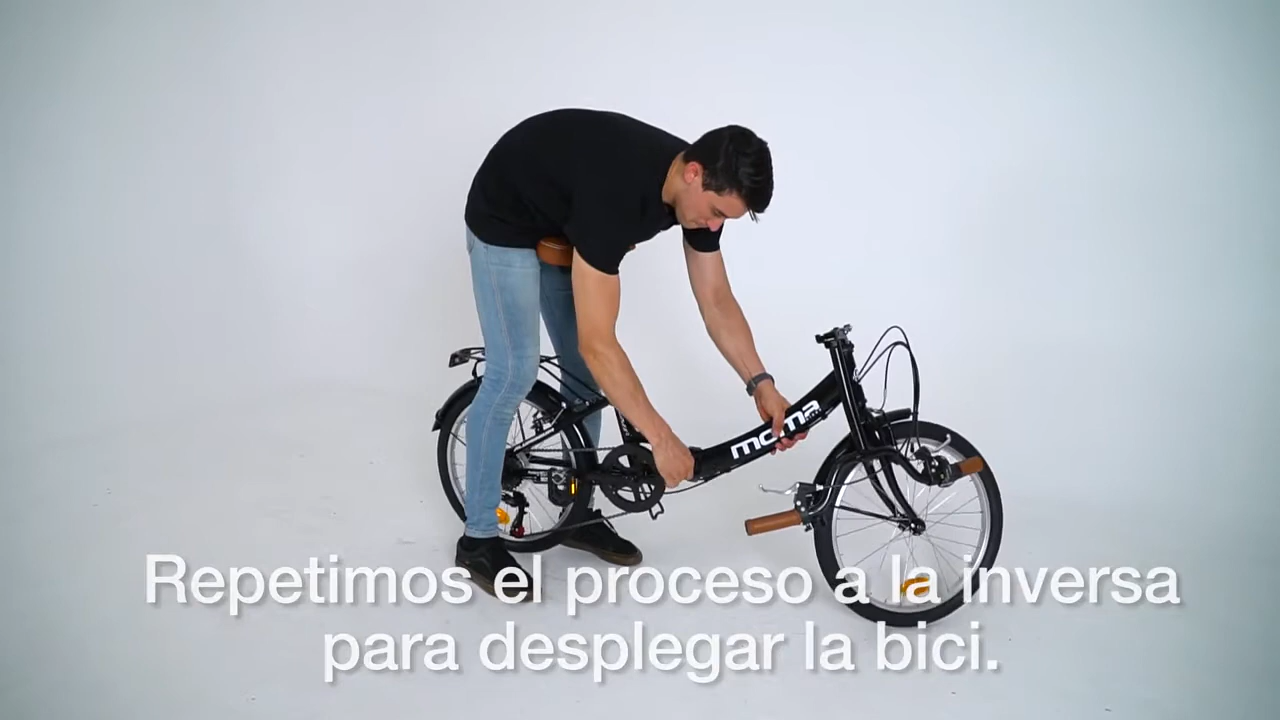 moma
Repetimos el proceso a la inversa
para desplegar la bici.